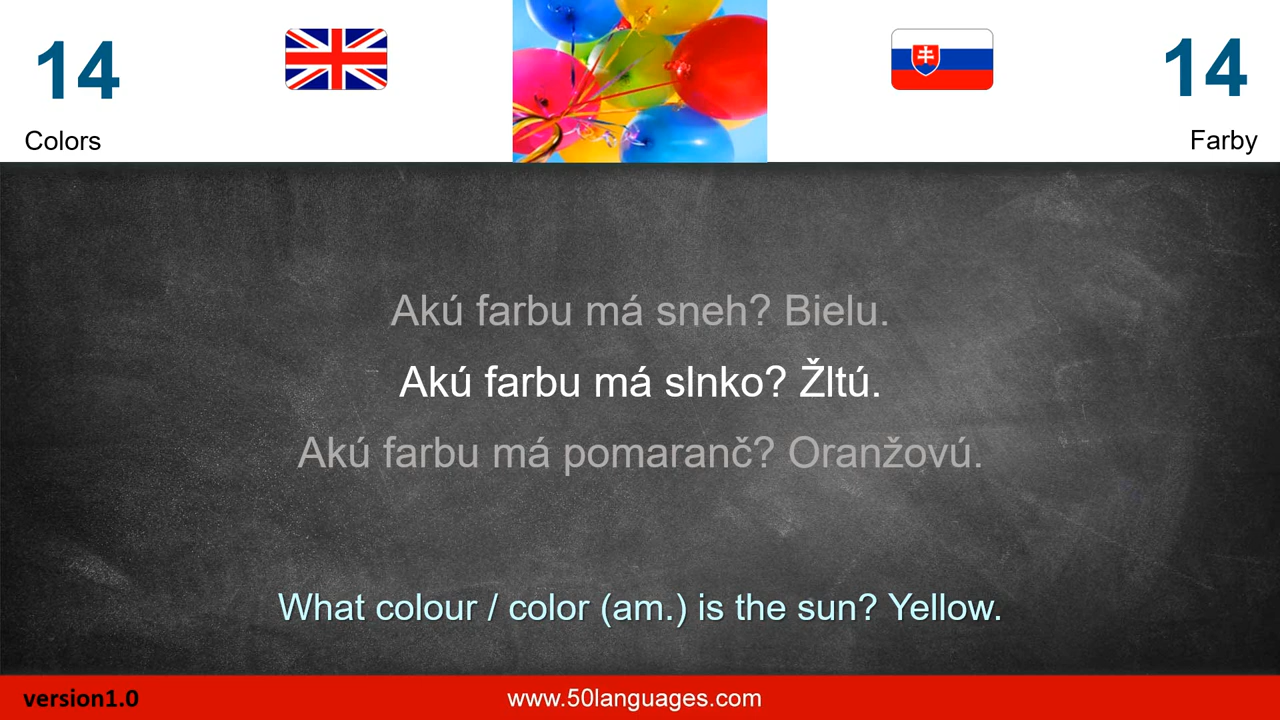 14
14
Colors
Farby
Akú farbu má sneh? Bielu.
Akú farbu má slnko? Žltú.
Akú farbu má pomaranč? Oranžovú.
What colour / color (am.) is the sun? Yellow.
version1.0
www.50languages.com